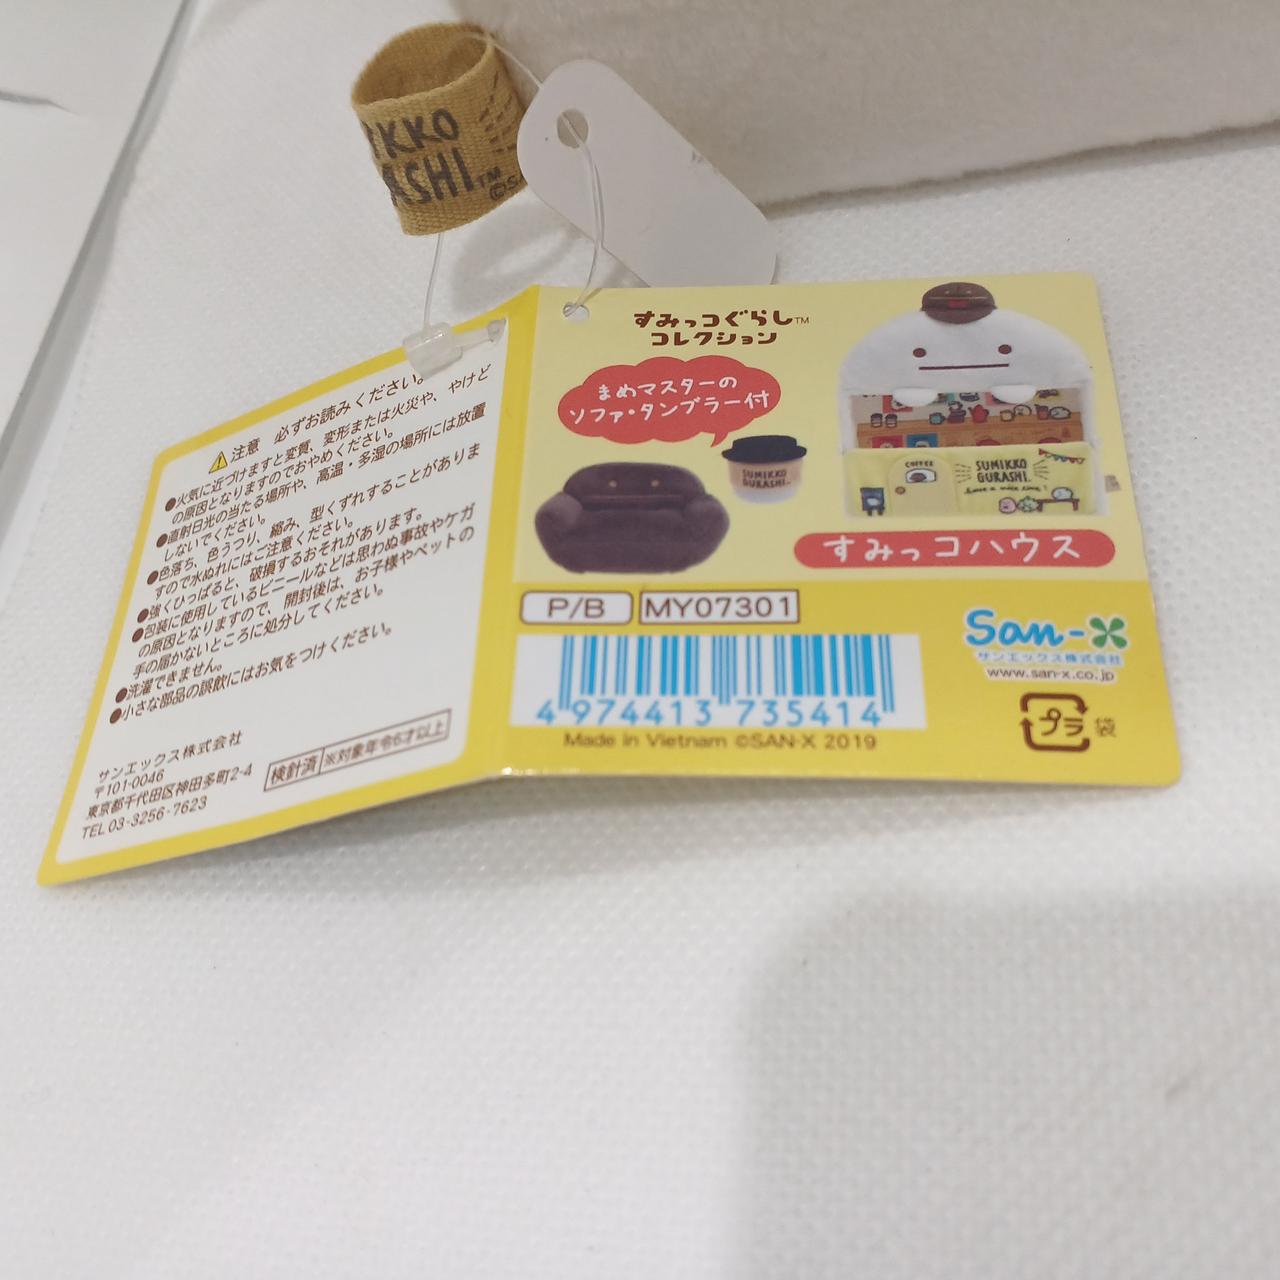 KKO
ASHI™
©S
⚠注意 必ずお読みください。
●火気に近づけますと変質、変形または火災や、やけど
の原因となりますのでおやめください。
●直射日光の当たる場所や、高温・多湿の場所には放置
しないでください。
●色落ち、色うつり、縮み、型くずれすることがありま
すので水ぬれにはご注意ください。
●強くひっぱると、破損するおそれがあります。
●包装に使用しているビニールなどは思わぬ事故やケガ
の原因となりますので、開封後は、お子様やペットの
手の届かないところに処分してください。
●洗濯できません。
●小さな部品の誤飲にはお気をつけください。
サンエックス株式会社
〒101-0046
東京都千代田区神田多町2-4
TEL 03-3256-7623
検針済 ※対象年令6才以上
すみっコぐらし™
コレクション
まめマスターの
ソファ・タンブラー付
SUMIKKO
GURASHI™
COFFEE
SUMIKKO
GURASHI™
Have a nice time!
すみっコハウス
P/B MY07301
4 974413 735414
Made in Vietnam ©SAN-X 2019
San-X
サンエックス株式会社
www.san-x.co.jp
プラ 袋